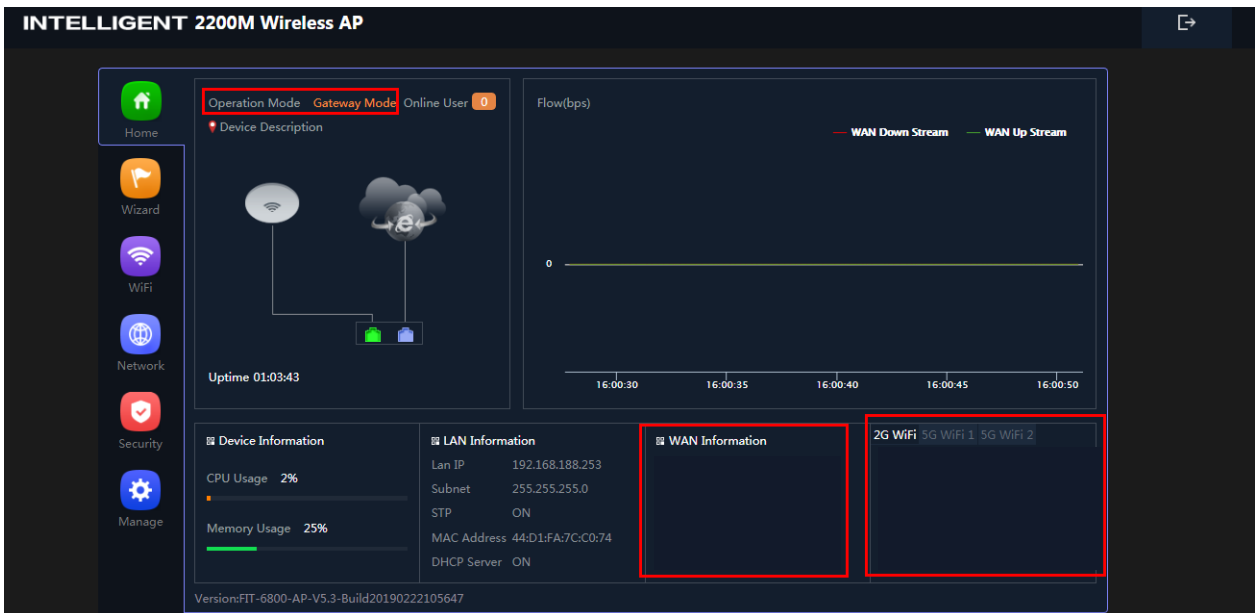 INTELLIGENT 2200M Wireless AP
Home
Wizard
WiFi
Network
Security
Manage
Operation Mode Gateway Mode Online User 0
Device Description
Uptime 01:03:43
Flow(bps)
WAN Down Stream WAN Up Stream
0
16:00:30 16:00:35 16:00:40 16:00:45 16:00:50
Device Information
CPU Usage 2%
Memory Usage 25%
LAN Information
Lan IP 192.168.188.253
Subnet 255.255.255.0
STP ON
MAC Address 44:D1:FA:7C:C0:74
DHCP Server ON
WAN Information
2G WiFi 5G WiFi 1 5G WiFi 2
Version:FIT-6800-AP-V5.3-Build20190222105647